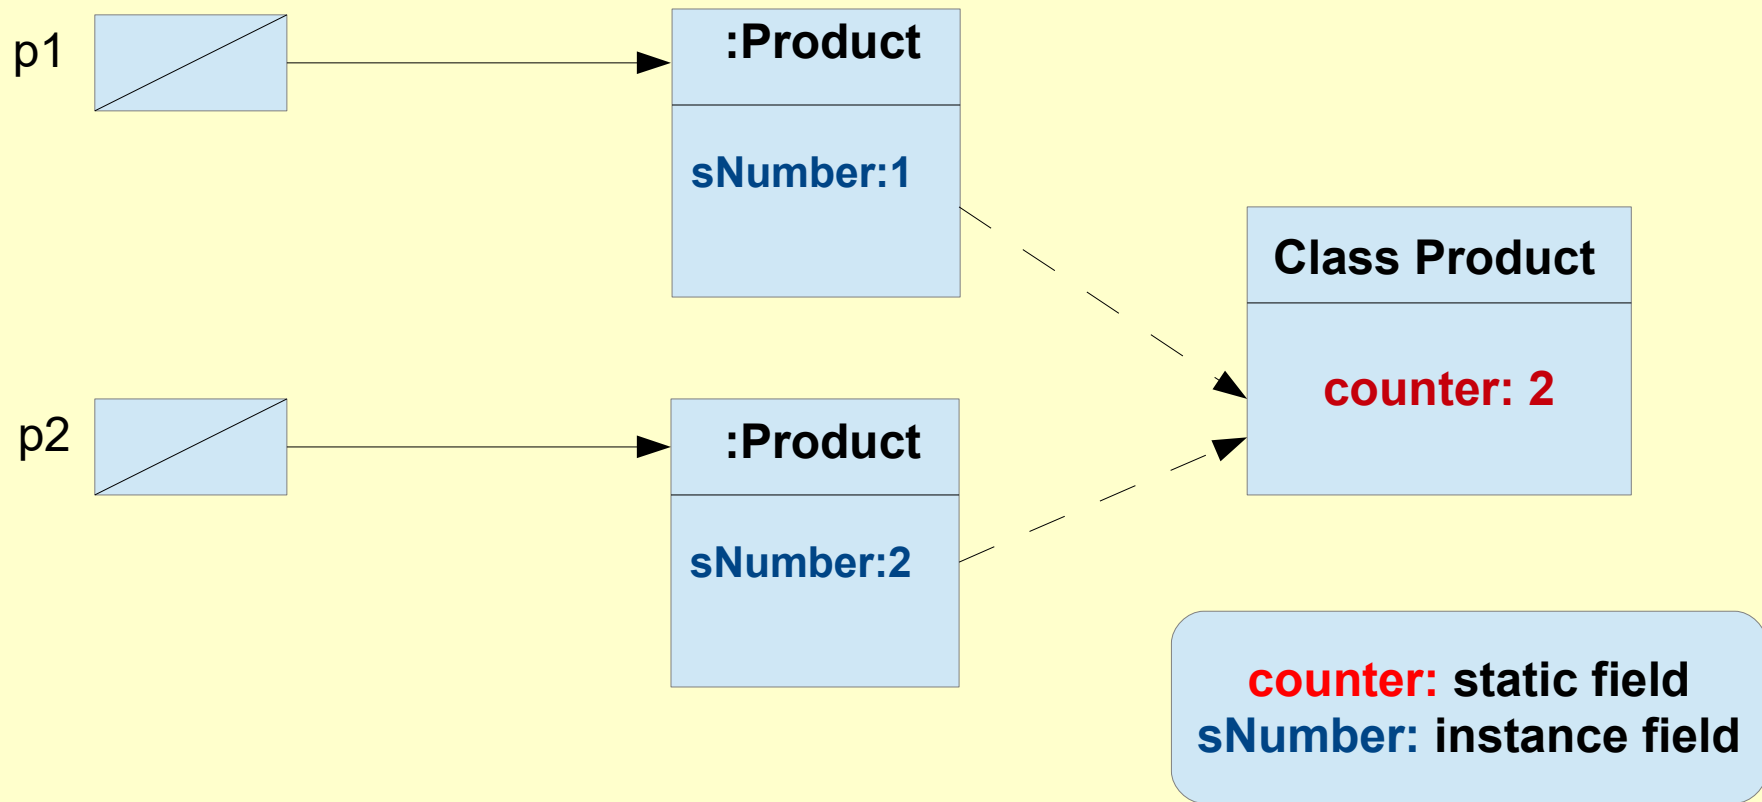 p1
:Product
sNumber:1
Class Product
counter: 2
p2
:Product
sNumber:2
counter: static field
sNumber: instance field